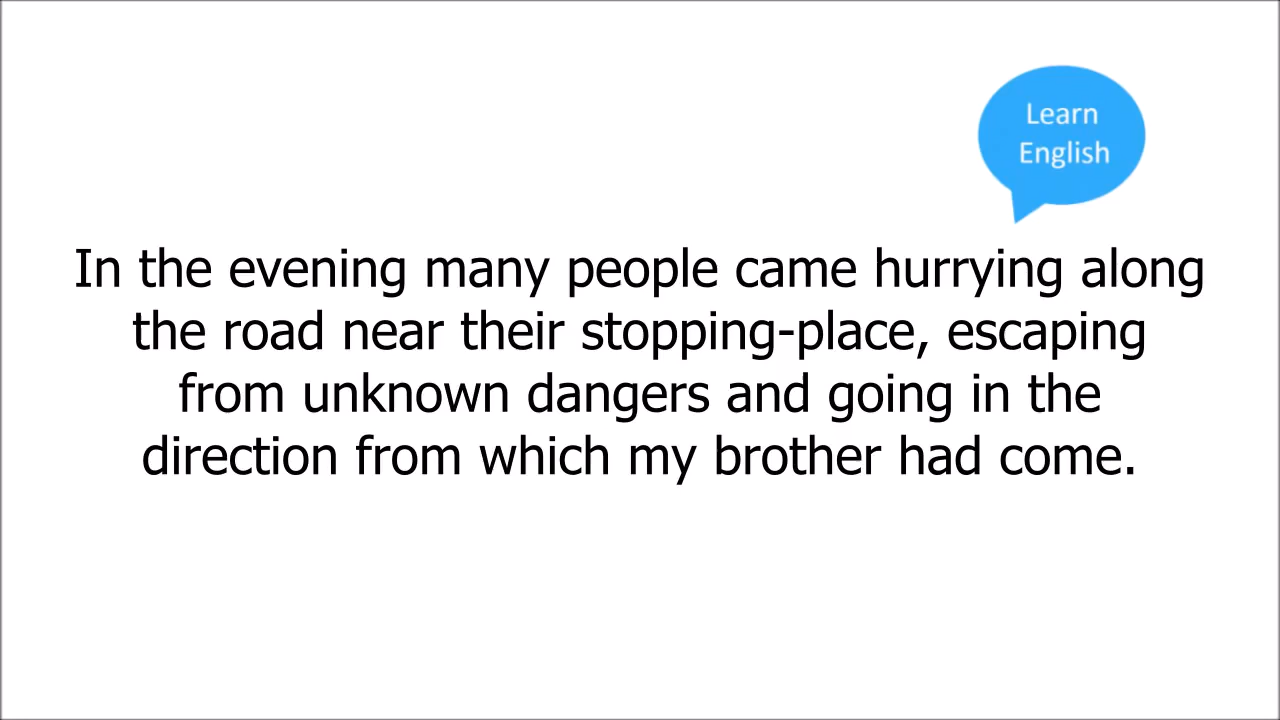 Learn
English
In the evening many people came hurrying along
the road near their stopping-place, escaping
from unknown dangers and going in the
direction from which my brother had come.